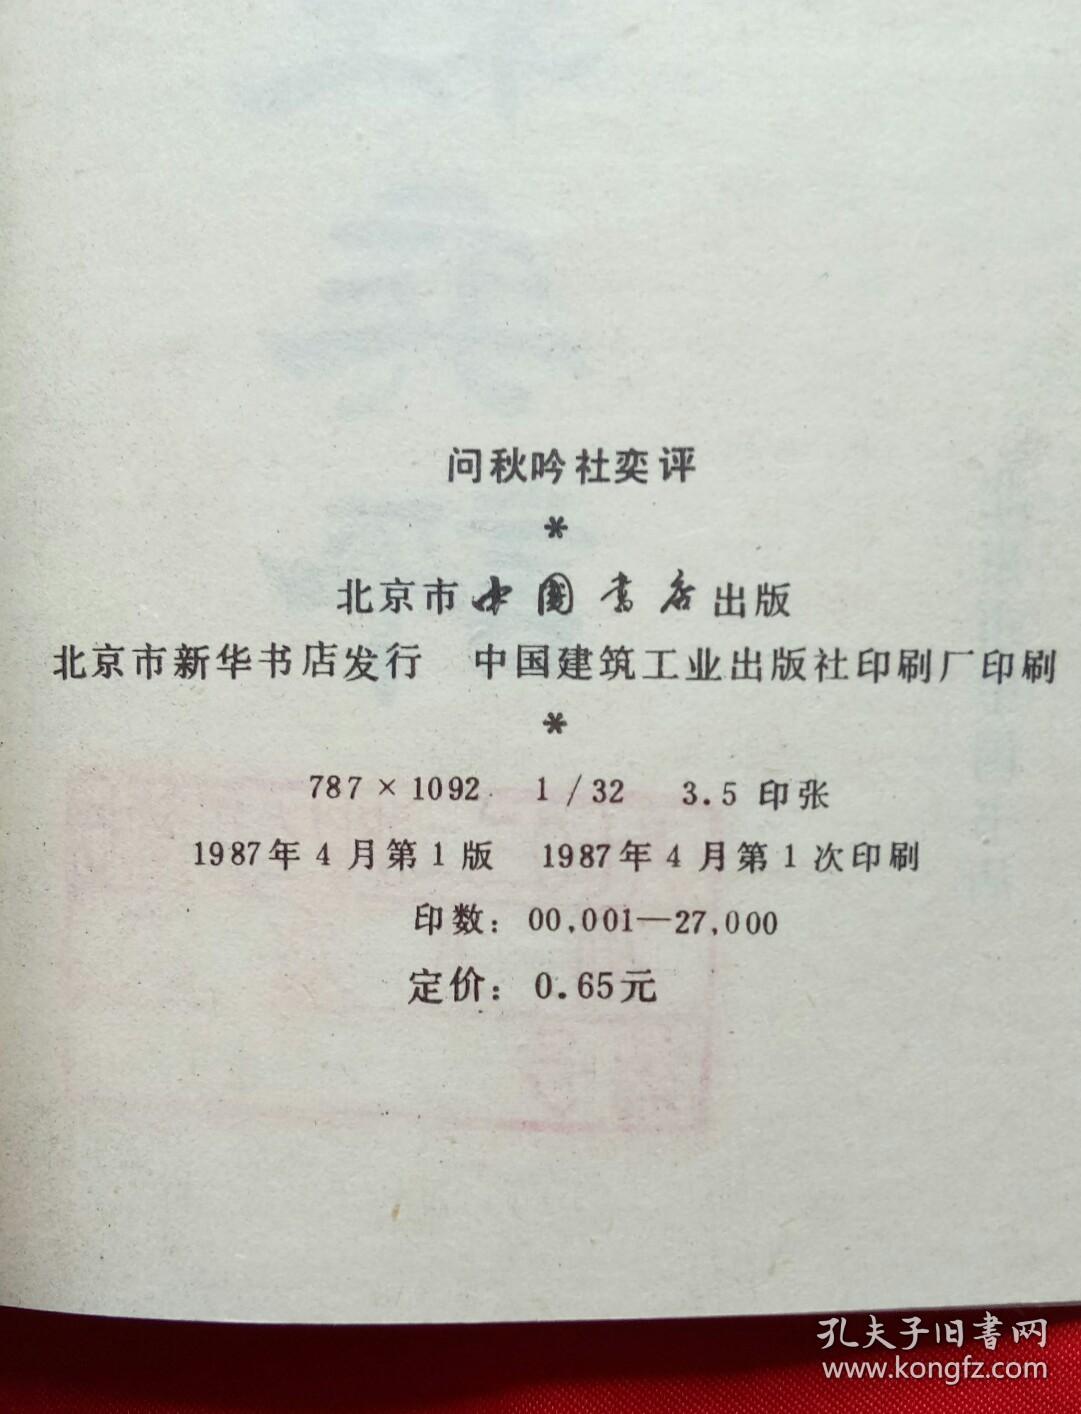 问秋吟社奕评
*
北京市中国书店出版
北京市新华书店发行 中国建筑工业出版社印刷厂印刷
*
787×1092 1/32 3.5 印张
1987年4月第1版 1987年4月第1次印刷
印数：00,001—27,000
定价：0.65元
孔夫子旧书网
www.kongfz.com